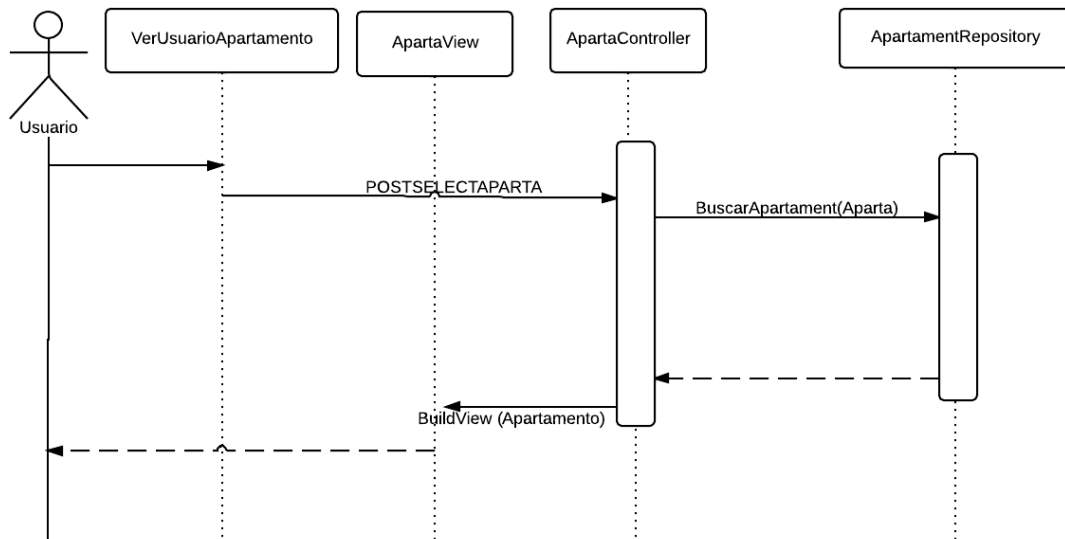 VerUsuarioApartamento
ApartaView
ApartaController
ApartamentRepository
Usuario
POSTSELECTAPARTA
BuscarApartament(Aparta)
BuildView (Apartamento)